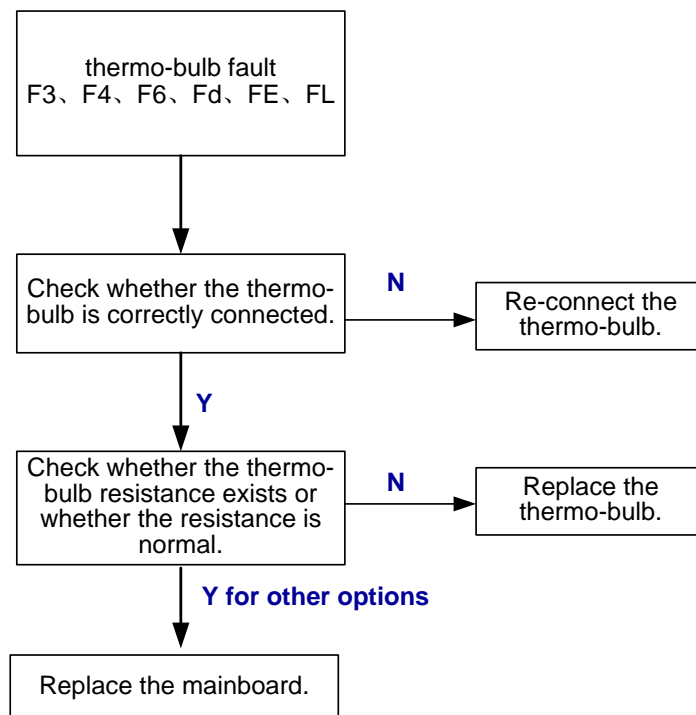 thermo-bulb fault
F3、F4、F6、Fd、FE、FL
Check whether the thermo-
bulb is correctly connected.
N
Re-connect the
thermo-bulb.
Y
Check whether the thermo-
bulb resistance exists or
whether the resistance is
normal.
N
Replace the
thermo-bulb.
Y for other options
Replace the mainboard.